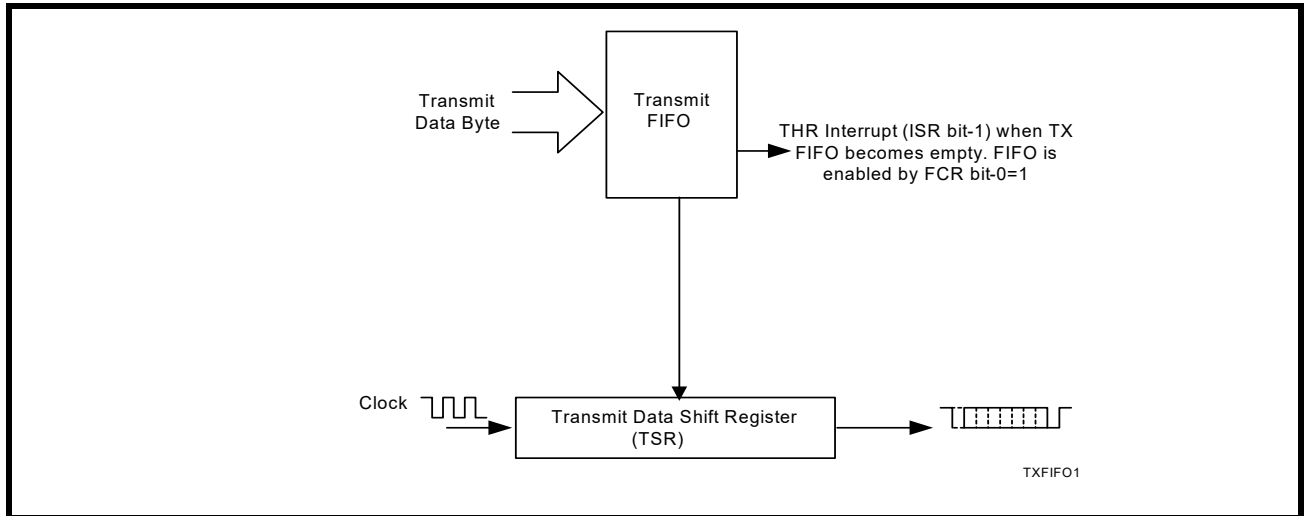 Transmit
Data Byte
Transmit
FIFO
THR Interrupt (ISR bit-1) when TX
FIFO becomes empty. FIFO is
enabled by FCR bit-0=1
Clock
Transmit Data Shift Register
(TSR)
TXFIFO1